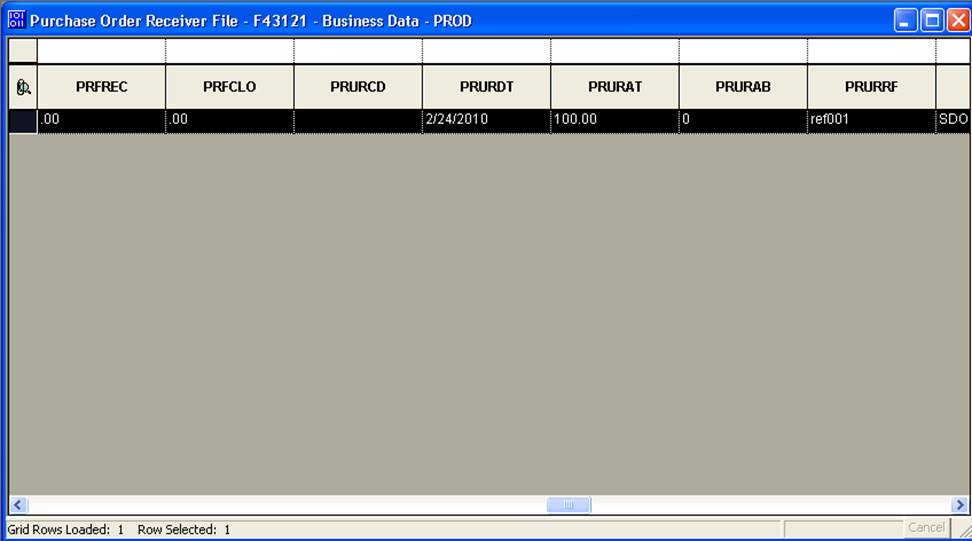 Purchase Order Receiver File - F43121 - Business Data - PROD
PRFREC PRFCLO PRURCD PRURDT PRURAT PRURAB PRURRF
.00 .00 2/24/2010 100.00 0 ref001 SDO
Grid Rows Loaded: 1 Row Selected: 1 Cancel